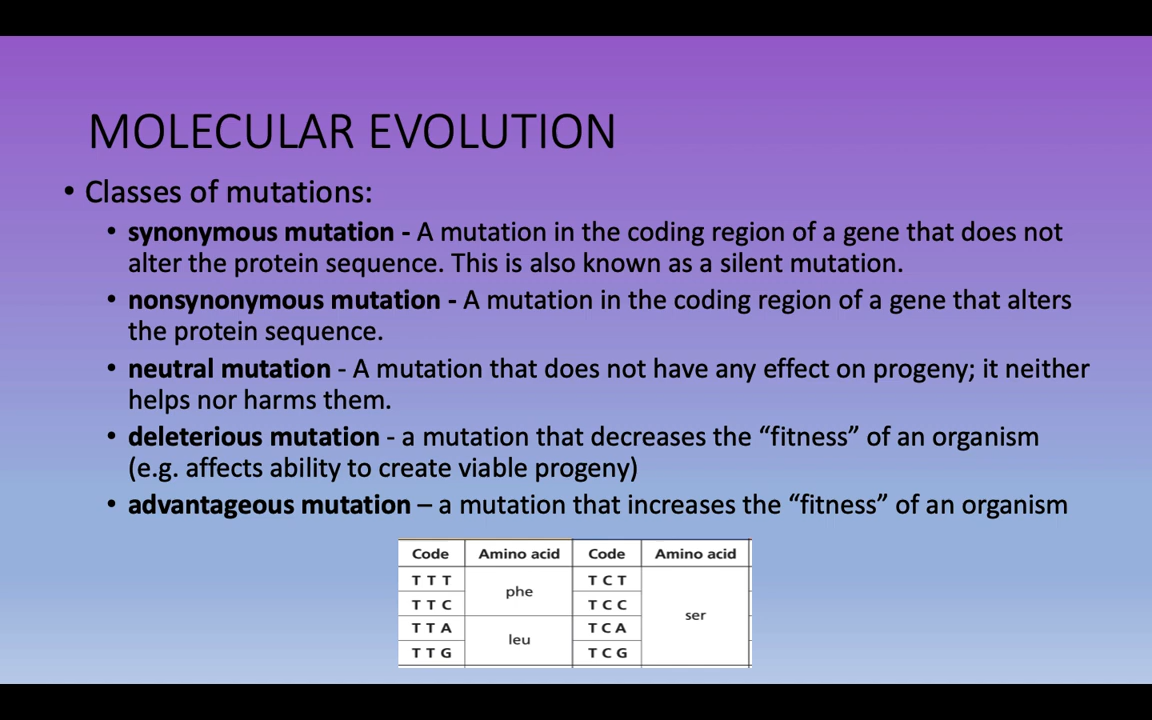 MOLECULAR EVOLUTION
• Classes of mutations:
• synonymous mutation - A mutation in the coding region of a gene that does not
alter the protein sequence. This is also known as a silent mutation.
• nonsynonymous mutation - A mutation in the coding region of a gene that alters
the protein sequence.
• neutral mutation - A mutation that does not have any effect on progeny; it neither
helps nor harms them.
• deleterious mutation - a mutation that decreases the “fitness” of an organism
(e.g. affects ability to create viable progeny)
• advantageous mutation – a mutation that increases the “fitness” of an organism
Code Amino acid Code Amino acid
T T T phe T C T ser
T T C T C C
T T A leu T C A
T T G T C G